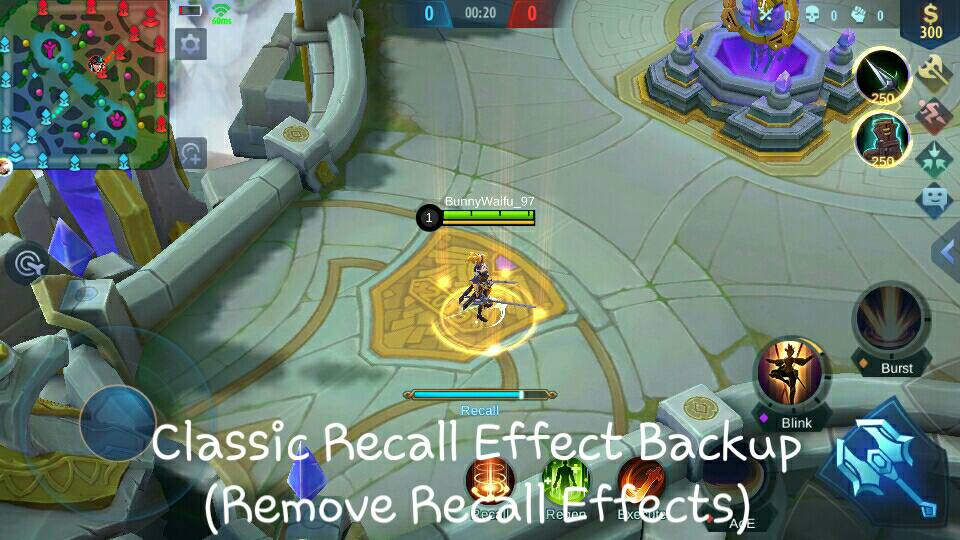 60ms
0 00:20 0
0 0 0
$
300
250
250
BunnyWaifu_97
1
Burst
Blink
Recall
Classic Recall Effect Backup
(Remove Recall Effects)
Recall Regen Execute
AoE